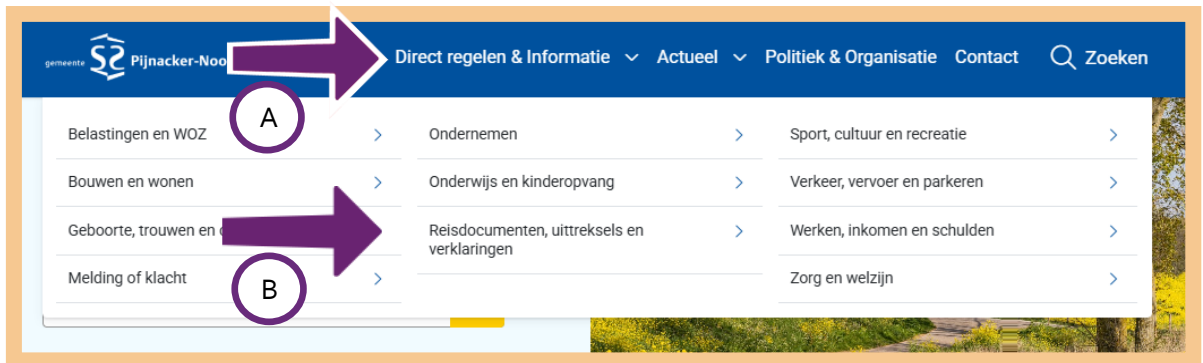 gemeente Pijnacker-Noo
Direct regelen & Informatie Actueel Politiek & Organisatie Contact Zoeken
A
Belastingen en WOZ
Bouwen en wonen
Geboorte, trouwen en
Melding of klacht
B
Ondernemen
Onderwijs en kinderopvang
Reisdocumenten, uittreksels en
verklaringen
Sport, cultuur en recreatie
Verkeer, vervoer en parkeren
Werken, inkomen en schulden
Zorg en welzijn